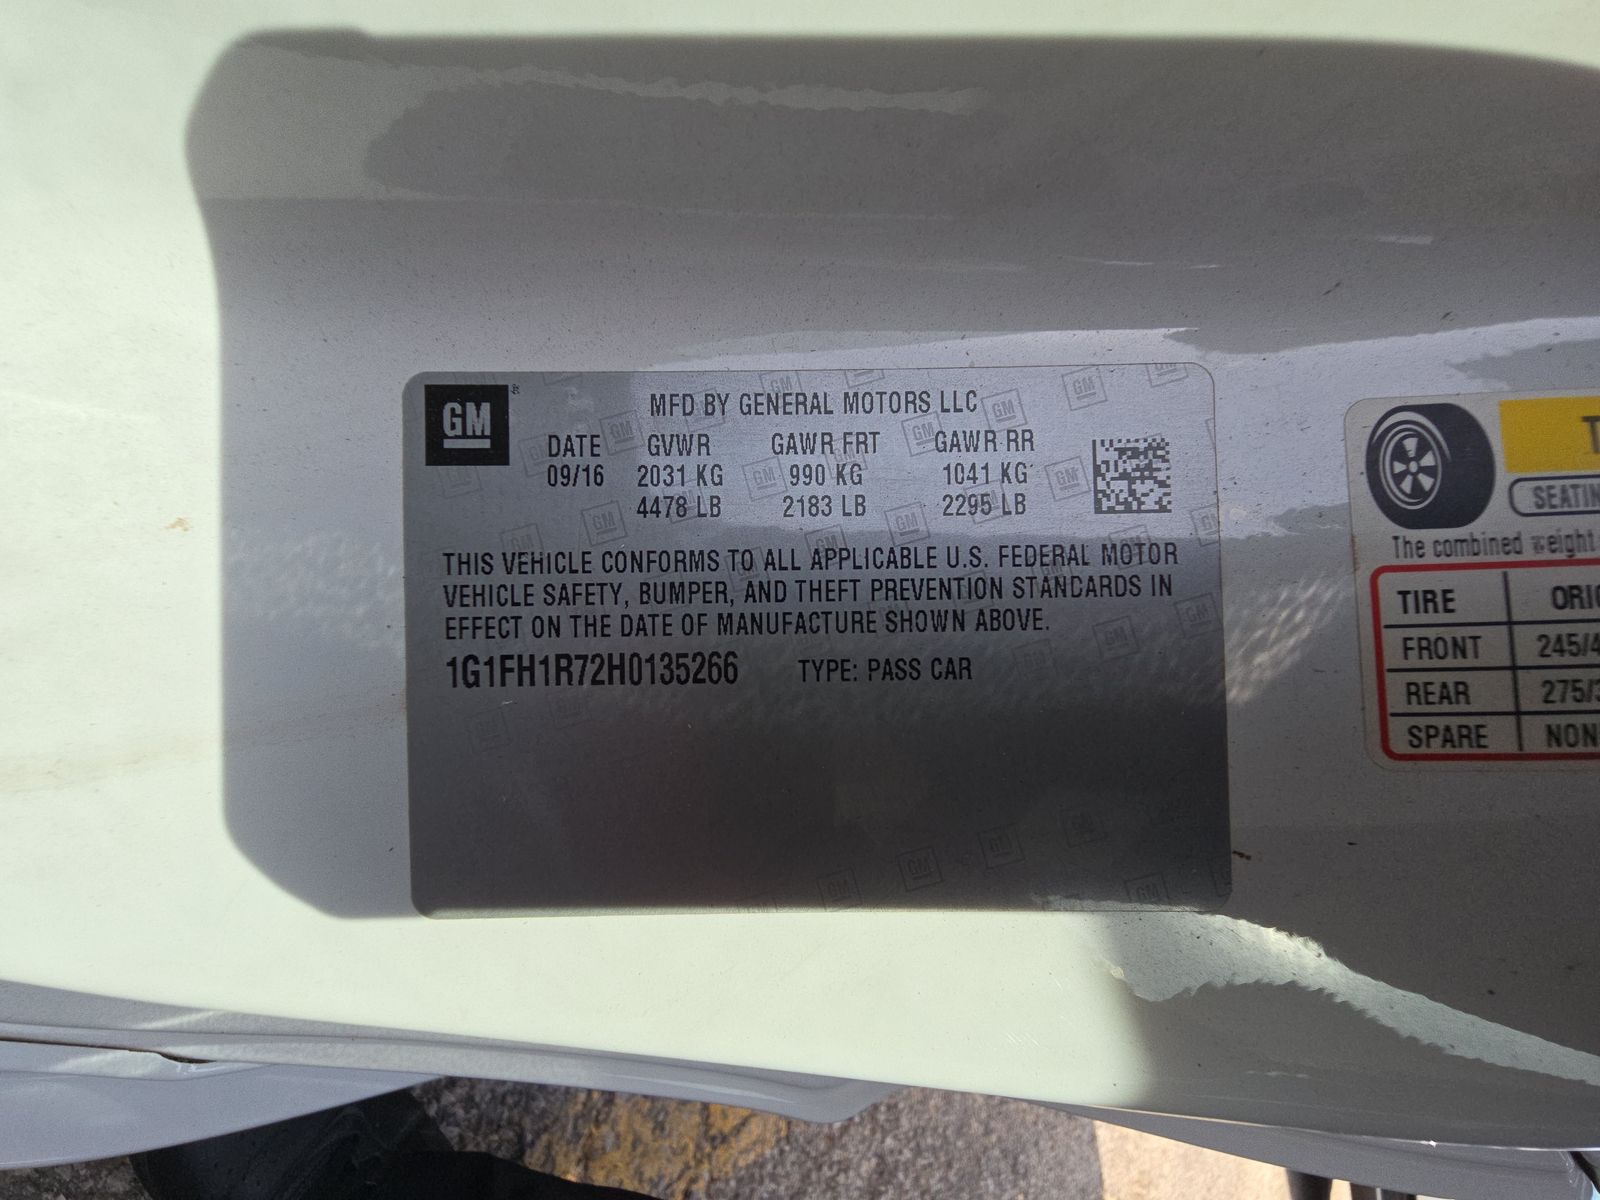 GM
MFD BY GENERAL MOTORS LLC
DATE GVWR GAWR FRT GAWR RR
09/16 2031 KG 990 KG 1041 KG
4478 LB 2183 LB 2295 LB
THIS VEHICLE CONFORMS TO ALL APPLICABLE U.S. FEDERAL MOTOR
VEHICLE SAFETY, BUMPER, AND THEFT PREVENTION STANDARDS IN
EFFECT ON THE DATE OF MANUFACTURE SHOWN ABOVE.
1G1FH1R72H0135266 TYPE: PASS CAR
The combined weight
TIRE
FRONT 245/4
REAR 275/3
SPARE NON